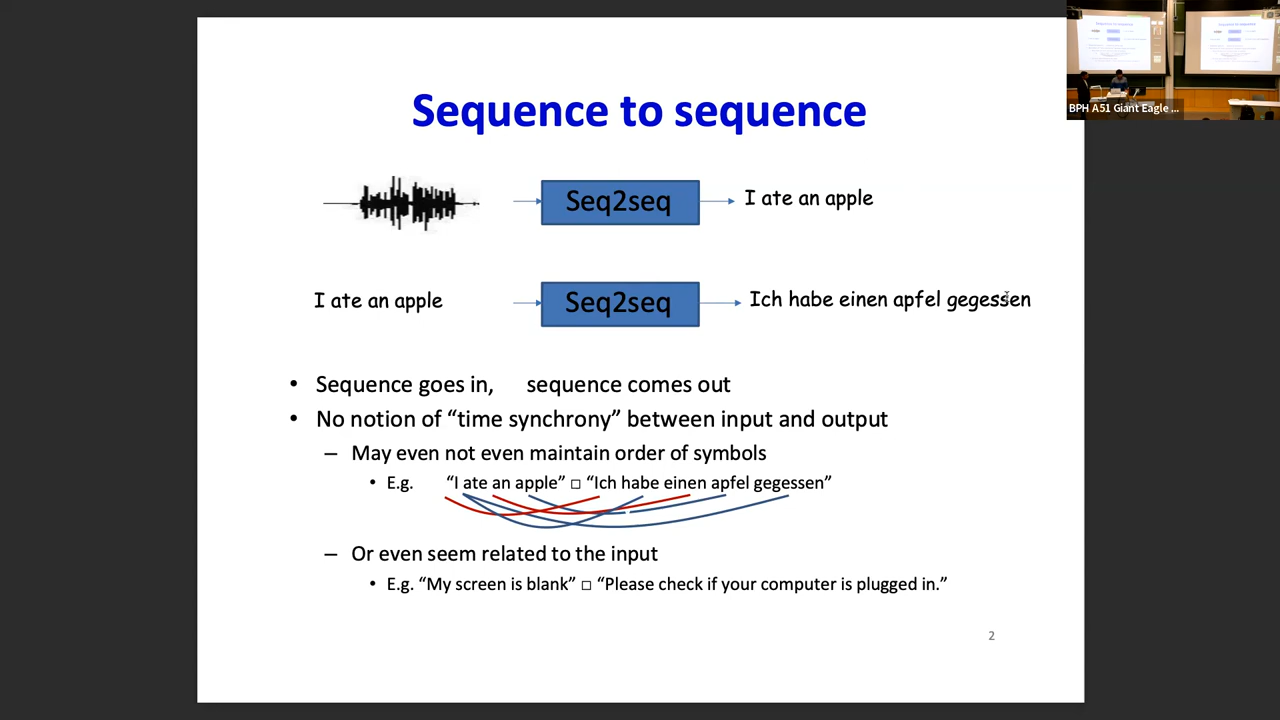 Sequence to sequence
Seq2seq
I ate an apple
I ate an apple
Seq2seq
Ich habe einen apfel gegessen
• Sequence goes in, sequence comes out
• No notion of “time synchrony” between input and output
– May even not even maintain order of symbols
• E.g. “I ate an apple” □ “Ich habe einen apfel gegessen”
– Or even seem related to the input
• E.g. “My screen is blank” □ “Please check if your computer is plugged in.”
2
BPH A51 Giant Eagle ...
Sequence to sequence